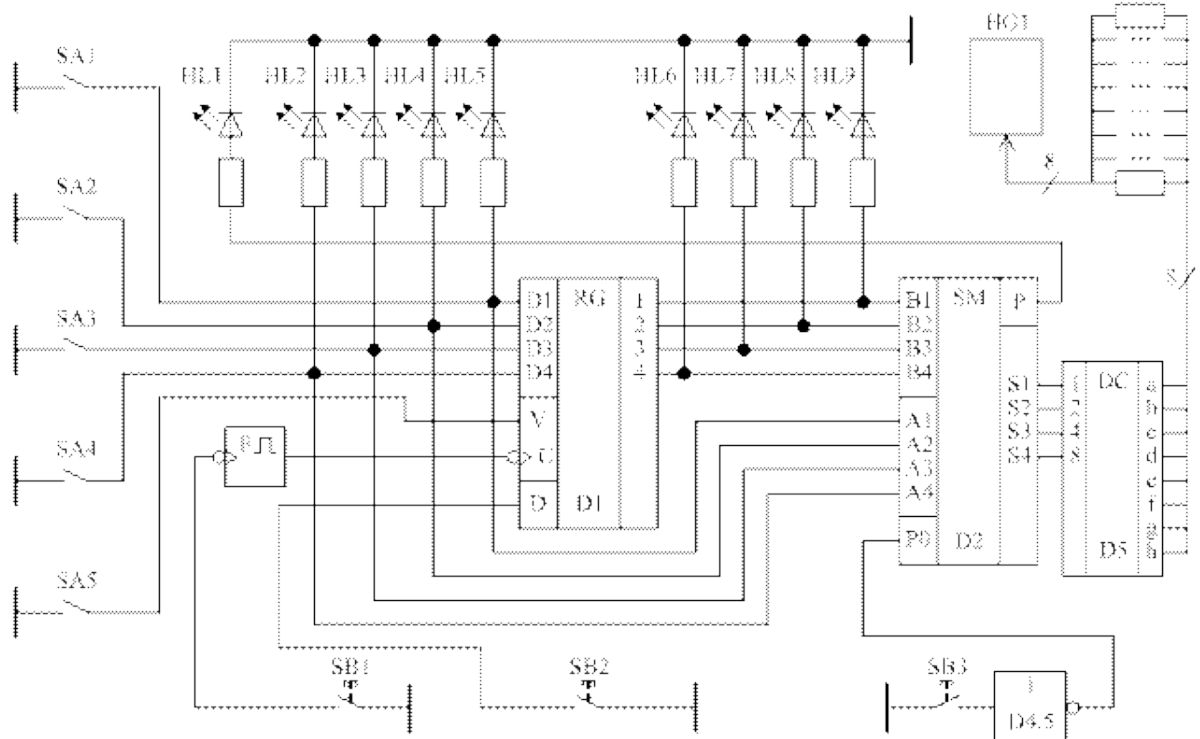 SA1
SA2
SA3
SA4
SA5
HL1
HL2
HL3
HL4
HL5
HL6
HL7
HL8
HL9
HG1
8
8
D1
D2
D3
D4
V
C
D
RG
D1
1
2
3
4
B1
B2
B3
B4
A1
A2
A3
A4
P0
SM
D2
P
S1
S2
S3
S4
1
2
4
8
DC
D5
a
b
c
d
e
f
g
h
SB1
SB2
SB3
1
D4.5